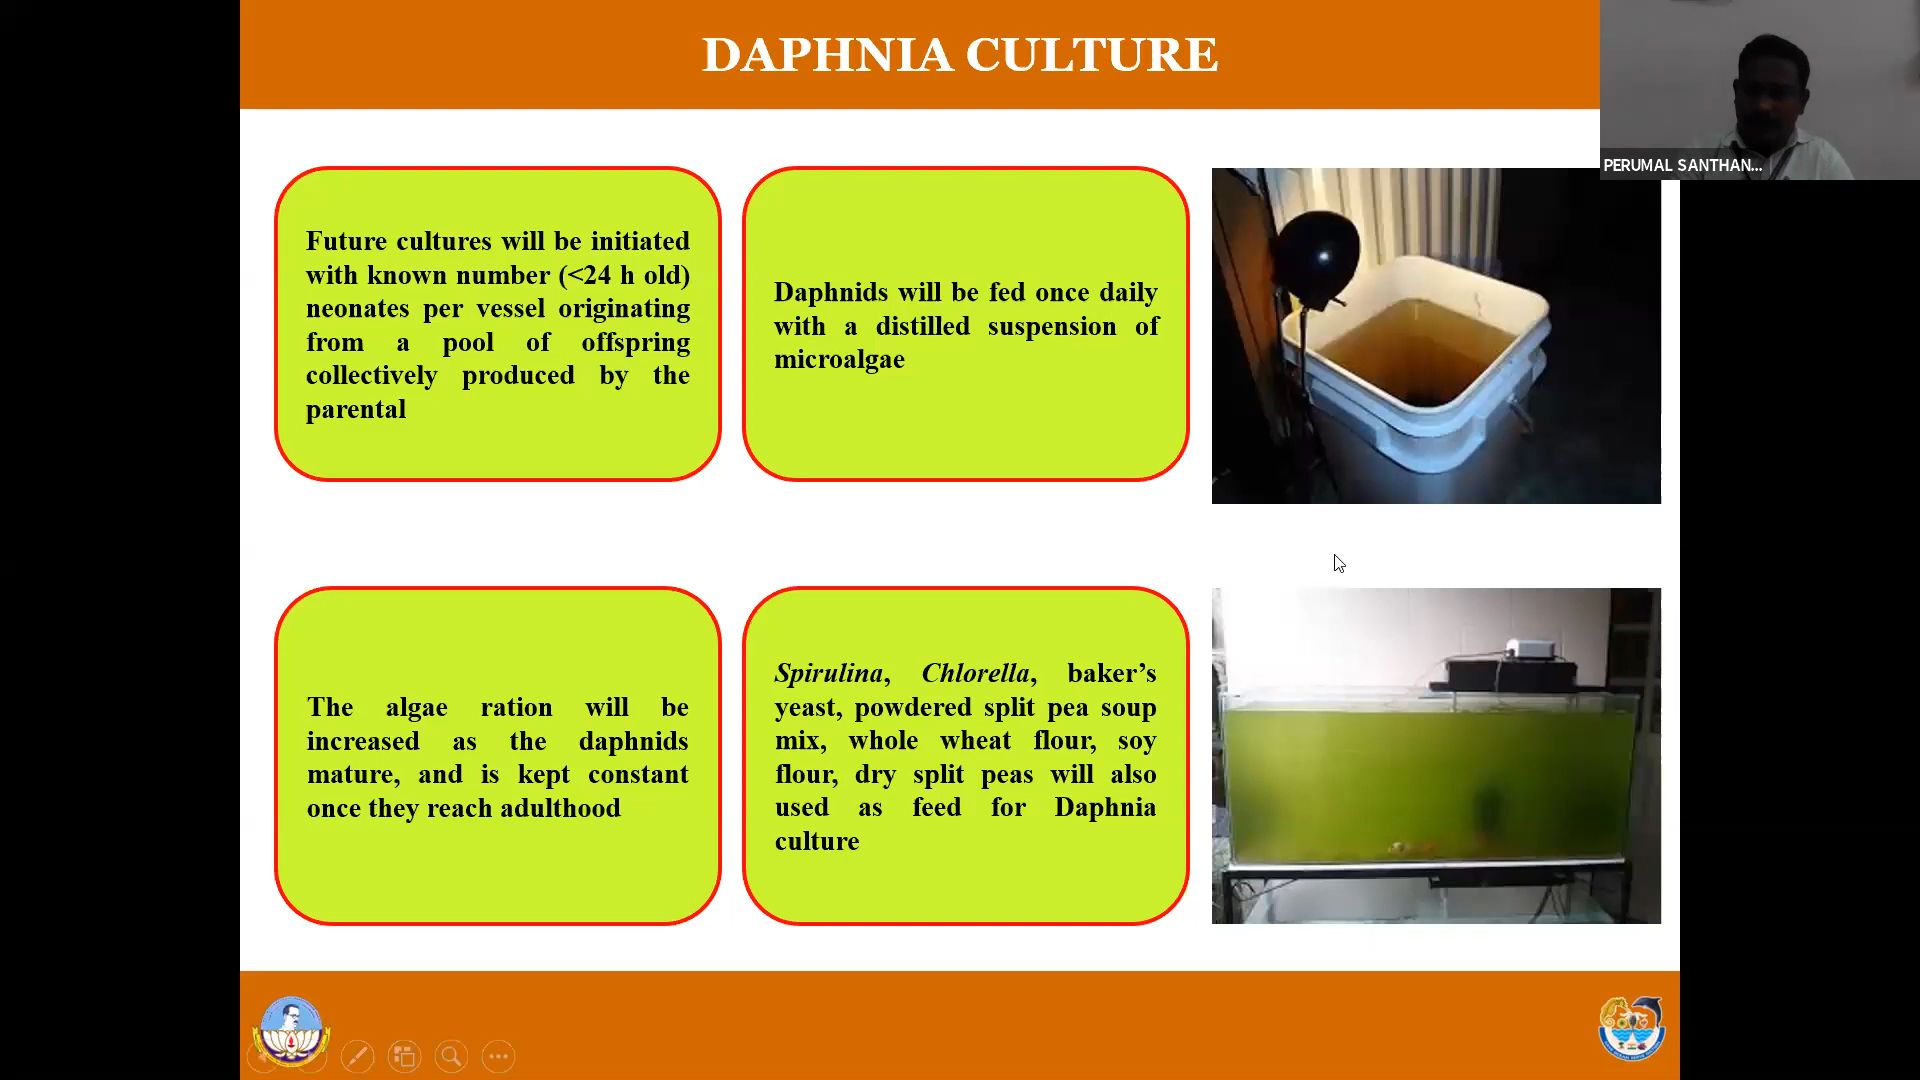 DAPHNIA CULTURE
PERUMAL SANTHAN...
Future cultures will be initiated
with known number (<24 h old)
neonates per vessel originating
from a pool of offspring
collectively produced by the
parental
Daphnids will be fed once daily
with a distilled suspension of
microalgae
The algae ration will be
increased as the daphnids
mature, and is kept constant
once they reach adulthood
Spirulina, Chlorella, baker’s
yeast, powdered split pea soup
mix, whole wheat flour, soy
flour, dry split peas will also
used as feed for Daphnia
culture